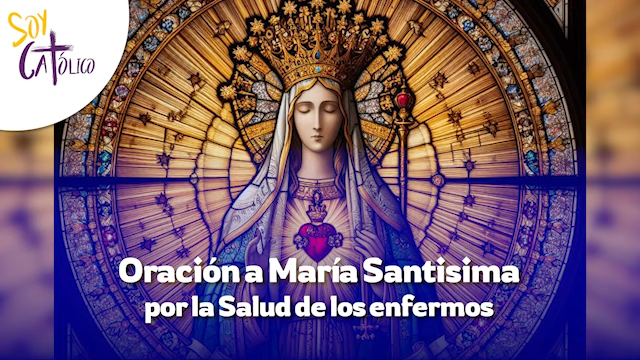 SOY
CATÓLICO
Oración a María Santisima
por la Salud de los enfermos